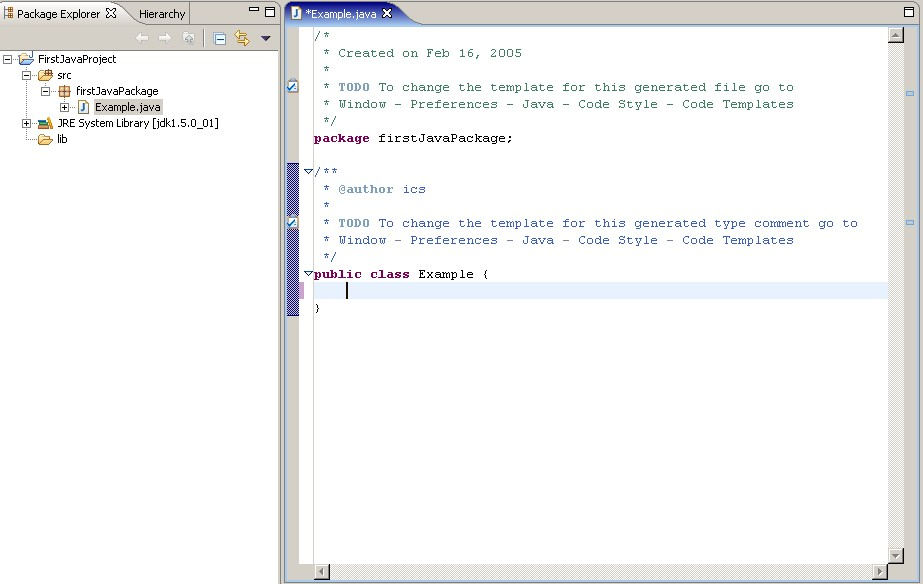 Package Explorer
Hierarchy
FirstJavaProject
src
firstJavaPackage
Example.java
JRE System Library [jdk1.5.0_01]
lib
*Example.java
/*
 * Created on Feb 16, 2005
 *
 * TODO To change the template for this generated file go to
 * Window - Preferences - Java - Code Style - Code Templates
 */
package firstJavaPackage;
/**
 * @author ics
 *
 * TODO To change the template for this generated type comment go to
 * Window - Preferences - Java - Code Style - Code Templates
 */
public class Example {
}